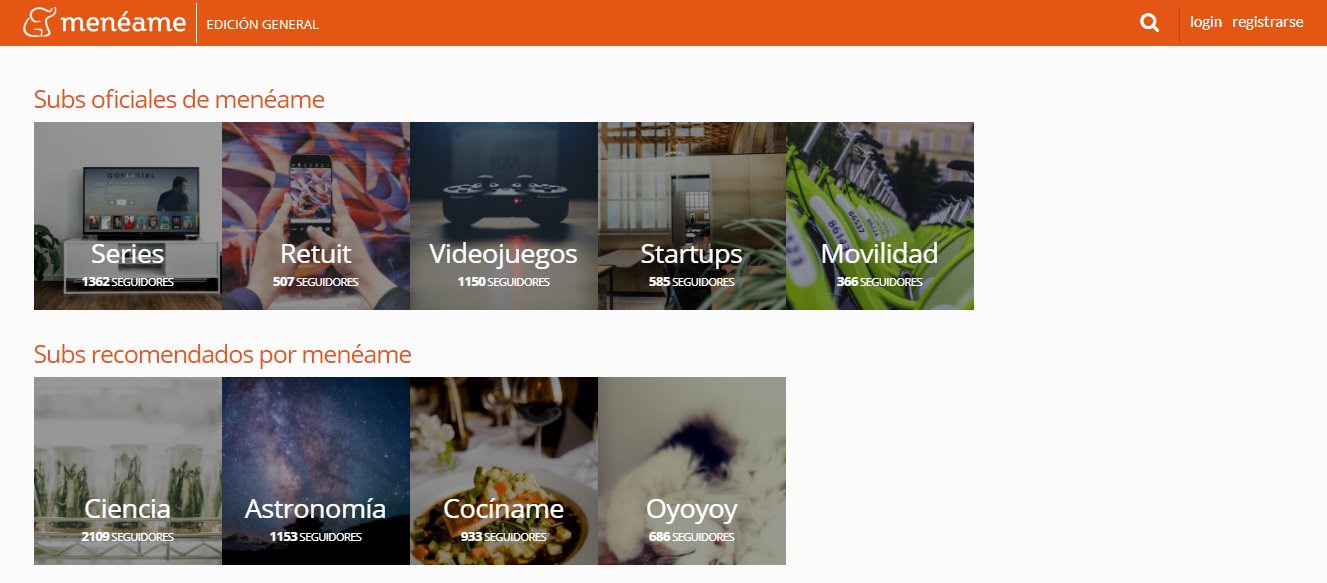 menéame EDICIÓN GENERAL login registrarse
Subs oficiales de menéame
Series Retuit Videojuegos Startups Movilidad
1362 SEGUIDORES 507 SEGUIDORES 1150 SEGUIDORES 585 SEGUIDORES 366 SEGUIDORES
Subs recomendados por menéame
Ciencia Astronomía Cocíname Oyoyoy
2109 SEGUIDORES 1153 SEGUIDORES 933 SEGUIDORES 686 SEGUIDORES